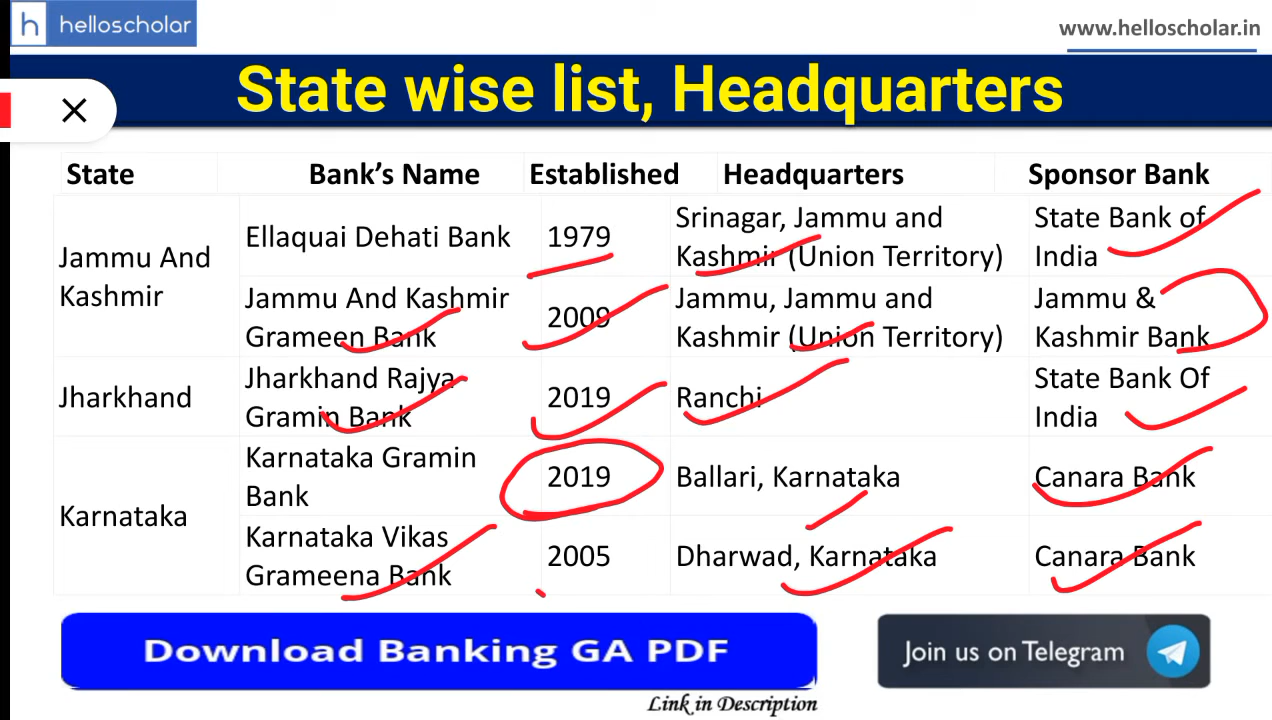 h helloscholar
www.helloscholar.in
State wise list, Headquarters
State Bank's Name Established Headquarters Sponsor Bank
Jammu And
Kashmir
Ellaquai Dehati Bank
1979
Srinagar, Jammu and
Kashmir (Union Territory)
State Bank of
India
Jammu And Kashmir
Grameen Bank
2009
Jammu, Jammu and
Kashmir (Union Territory)
Jammu &
Kashmir Bank
Jharkhand
Jharkhand Rajya
Gramin Bank
2019
Ranchi
State Bank Of
India
Karnataka
Karnataka Gramin
Bank
2019
Ballari, Karnataka
Canara Bank
Karnataka Vikas
Grameena Bank
2005
Dharwad, Karnataka
Canara Bank
Download Banking GA PDF
Join us on Telegram
Link in Description